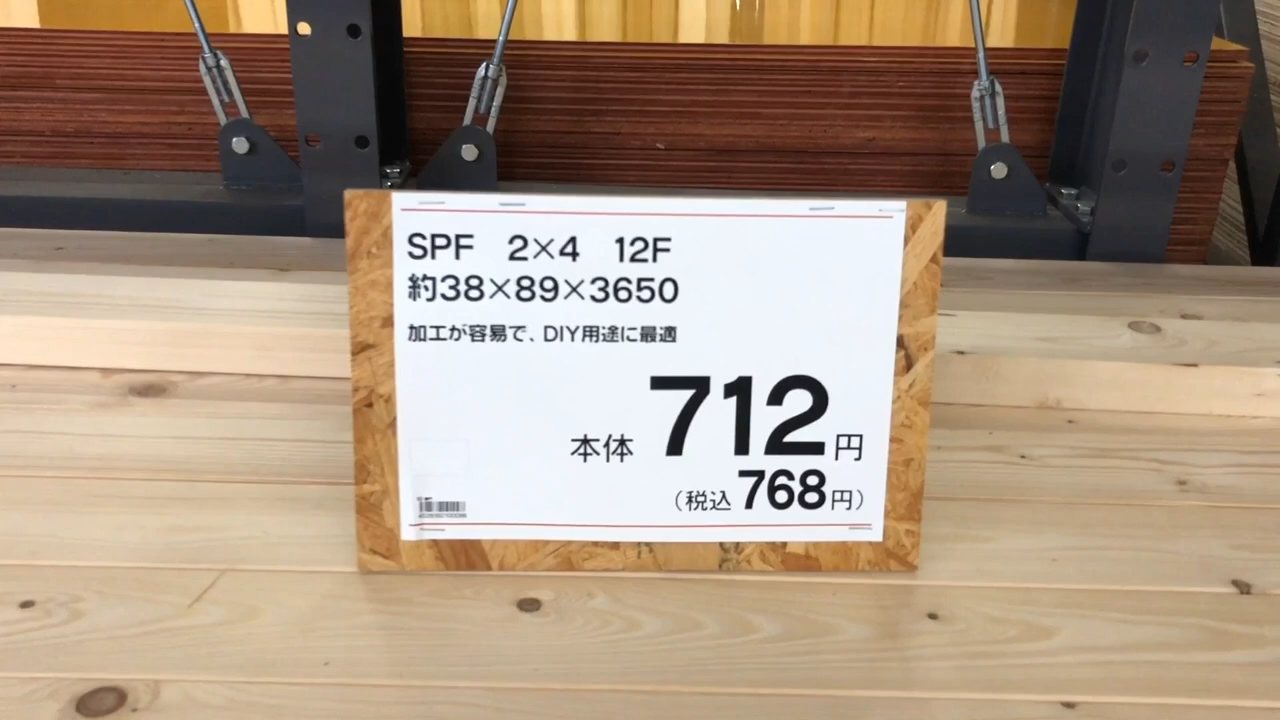 SPF 2×4 12F
約38×89×3650
加工が容易で、DIY用途に最適
本体 712円
（税込 768円）